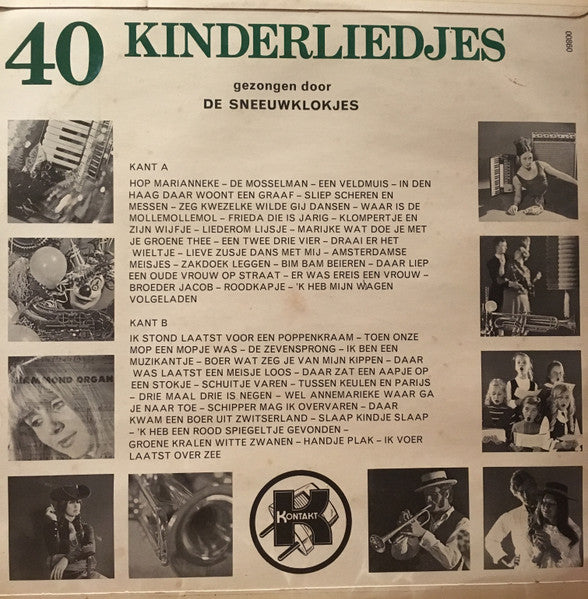 40 KINDERLIEDJES
00860
gezongen door
DE SNEEUWKLOKJES
KANT A
HOP MARIANNEKE – DE MOSSELMAN – EEN VELDMUIS – IN DEN
HAAG DAAR WOONT EEN GRAAF – SLIEP SCHEREN EN
MESSEN – ZEG KWEZELKE WILDE GIJ DANSEN – WAAR IS DE
MOLLEMOLLEMOL – FRIEDA DIE IS JARIG – KLOMPERTJE EN
ZIJN WIJFJE – LIEDEROM LIJSJE – MARIJKE WAT DOE JE MET
JE GROENE THEE – EEN TWEE DRIE VIER – DRAAI ER HET
WIELTJE – LIEVE ZUSJE DANS MET MIJ – AMSTERDAMSE
MEISJES – ZAKDOEK LEGGEN – BIM BAM BEIEREN – DAAR LIEP
EEN OUDE VROUW OP STRAAT – ER WAS EREIS EEN VROUW –
BROEDER JACOB – ROODKAPJE – 'K HEB MIJN WAGEN
VOLGELADEN
KANT B
IK STOND LAATST VOOR EEN POPPENKRAAM – TOEN ONZE
MOP EEN MOPJE WAS – DE ZEVENSPRONG – IK BEN EEN
MUZIKANTJE – BOER WAT ZEG JE VAN MIJN KIPPEN – DAAR
WAS LAATST EEN MEISJE LOOS – DAAR ZAT EEN AAPJE OP
EEN STOKJE – SCHUITJE VAREN – TUSSEN KEULEN EN PARIJS
– DRIE MAAL DRIE IS NEGEN – WEL ANNEMARIEKE WAAR GA
JE NAAR TOE – SCHIPPER MAG IK OVERVAREN – DAAR
KWAM EEN BOER UIT ZWITSERLAND – SLAAP KINDJE SLAAP
– 'K HEB EEN ROOD SPIEGELTJE GEVONDEN –
GROENE KRALEN WITTE ZWANEN – HANDJE PLAK – IK VOER
LAATST OVER ZEE
HAMMOND ORGAN
K
KONTAKT